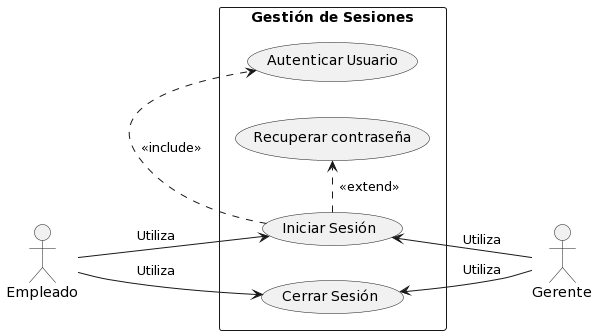 Gestión de Sesiones
Autenticar Usuario
«include»
Recuperar contraseña
«extend»
Iniciar Sesión
Utiliza
Utiliza
Utiliza
Utiliza
Cerrar Sesión
Empleado
Gerente